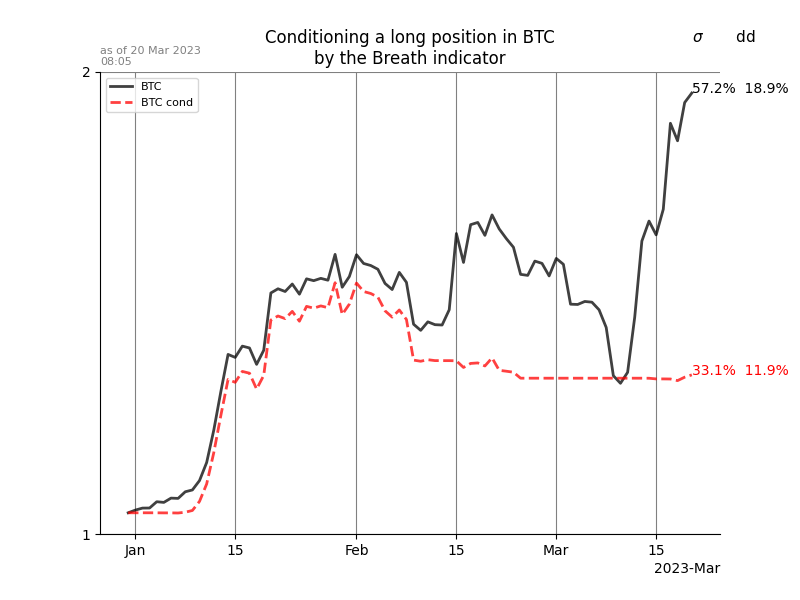 Conditioning a long position in BTC
by the Breath indicator
σ dd
as of 20 Mar 2023
08:05
2
BTC
BTC cond
57.2% 18.9%
33.1% 11.9%
1
Jan 15 Feb 15 Mar 15
2023-Mar